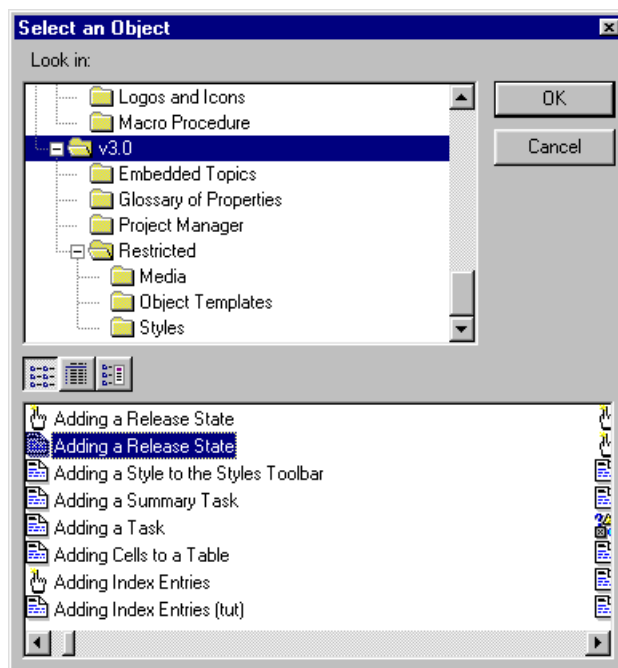 Select an Object
Look in:
Logos and Icons
Macro Procedure
v3.0
Embedded Topics
Glossary of Properties
Project Manager
Restricted
Media
Object Templates
Styles
OK
Cancel
Adding a Release State
Adding a Release State
Adding a Style to the Styles Toolbar
Adding a Summary Task
Adding a Task
Adding Cells to a Table
Adding Index Entries
Adding Index Entries (tut)